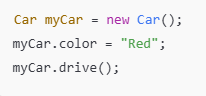 Car myCar = new Car();
myCar.color = "Red";
myCar.drive();